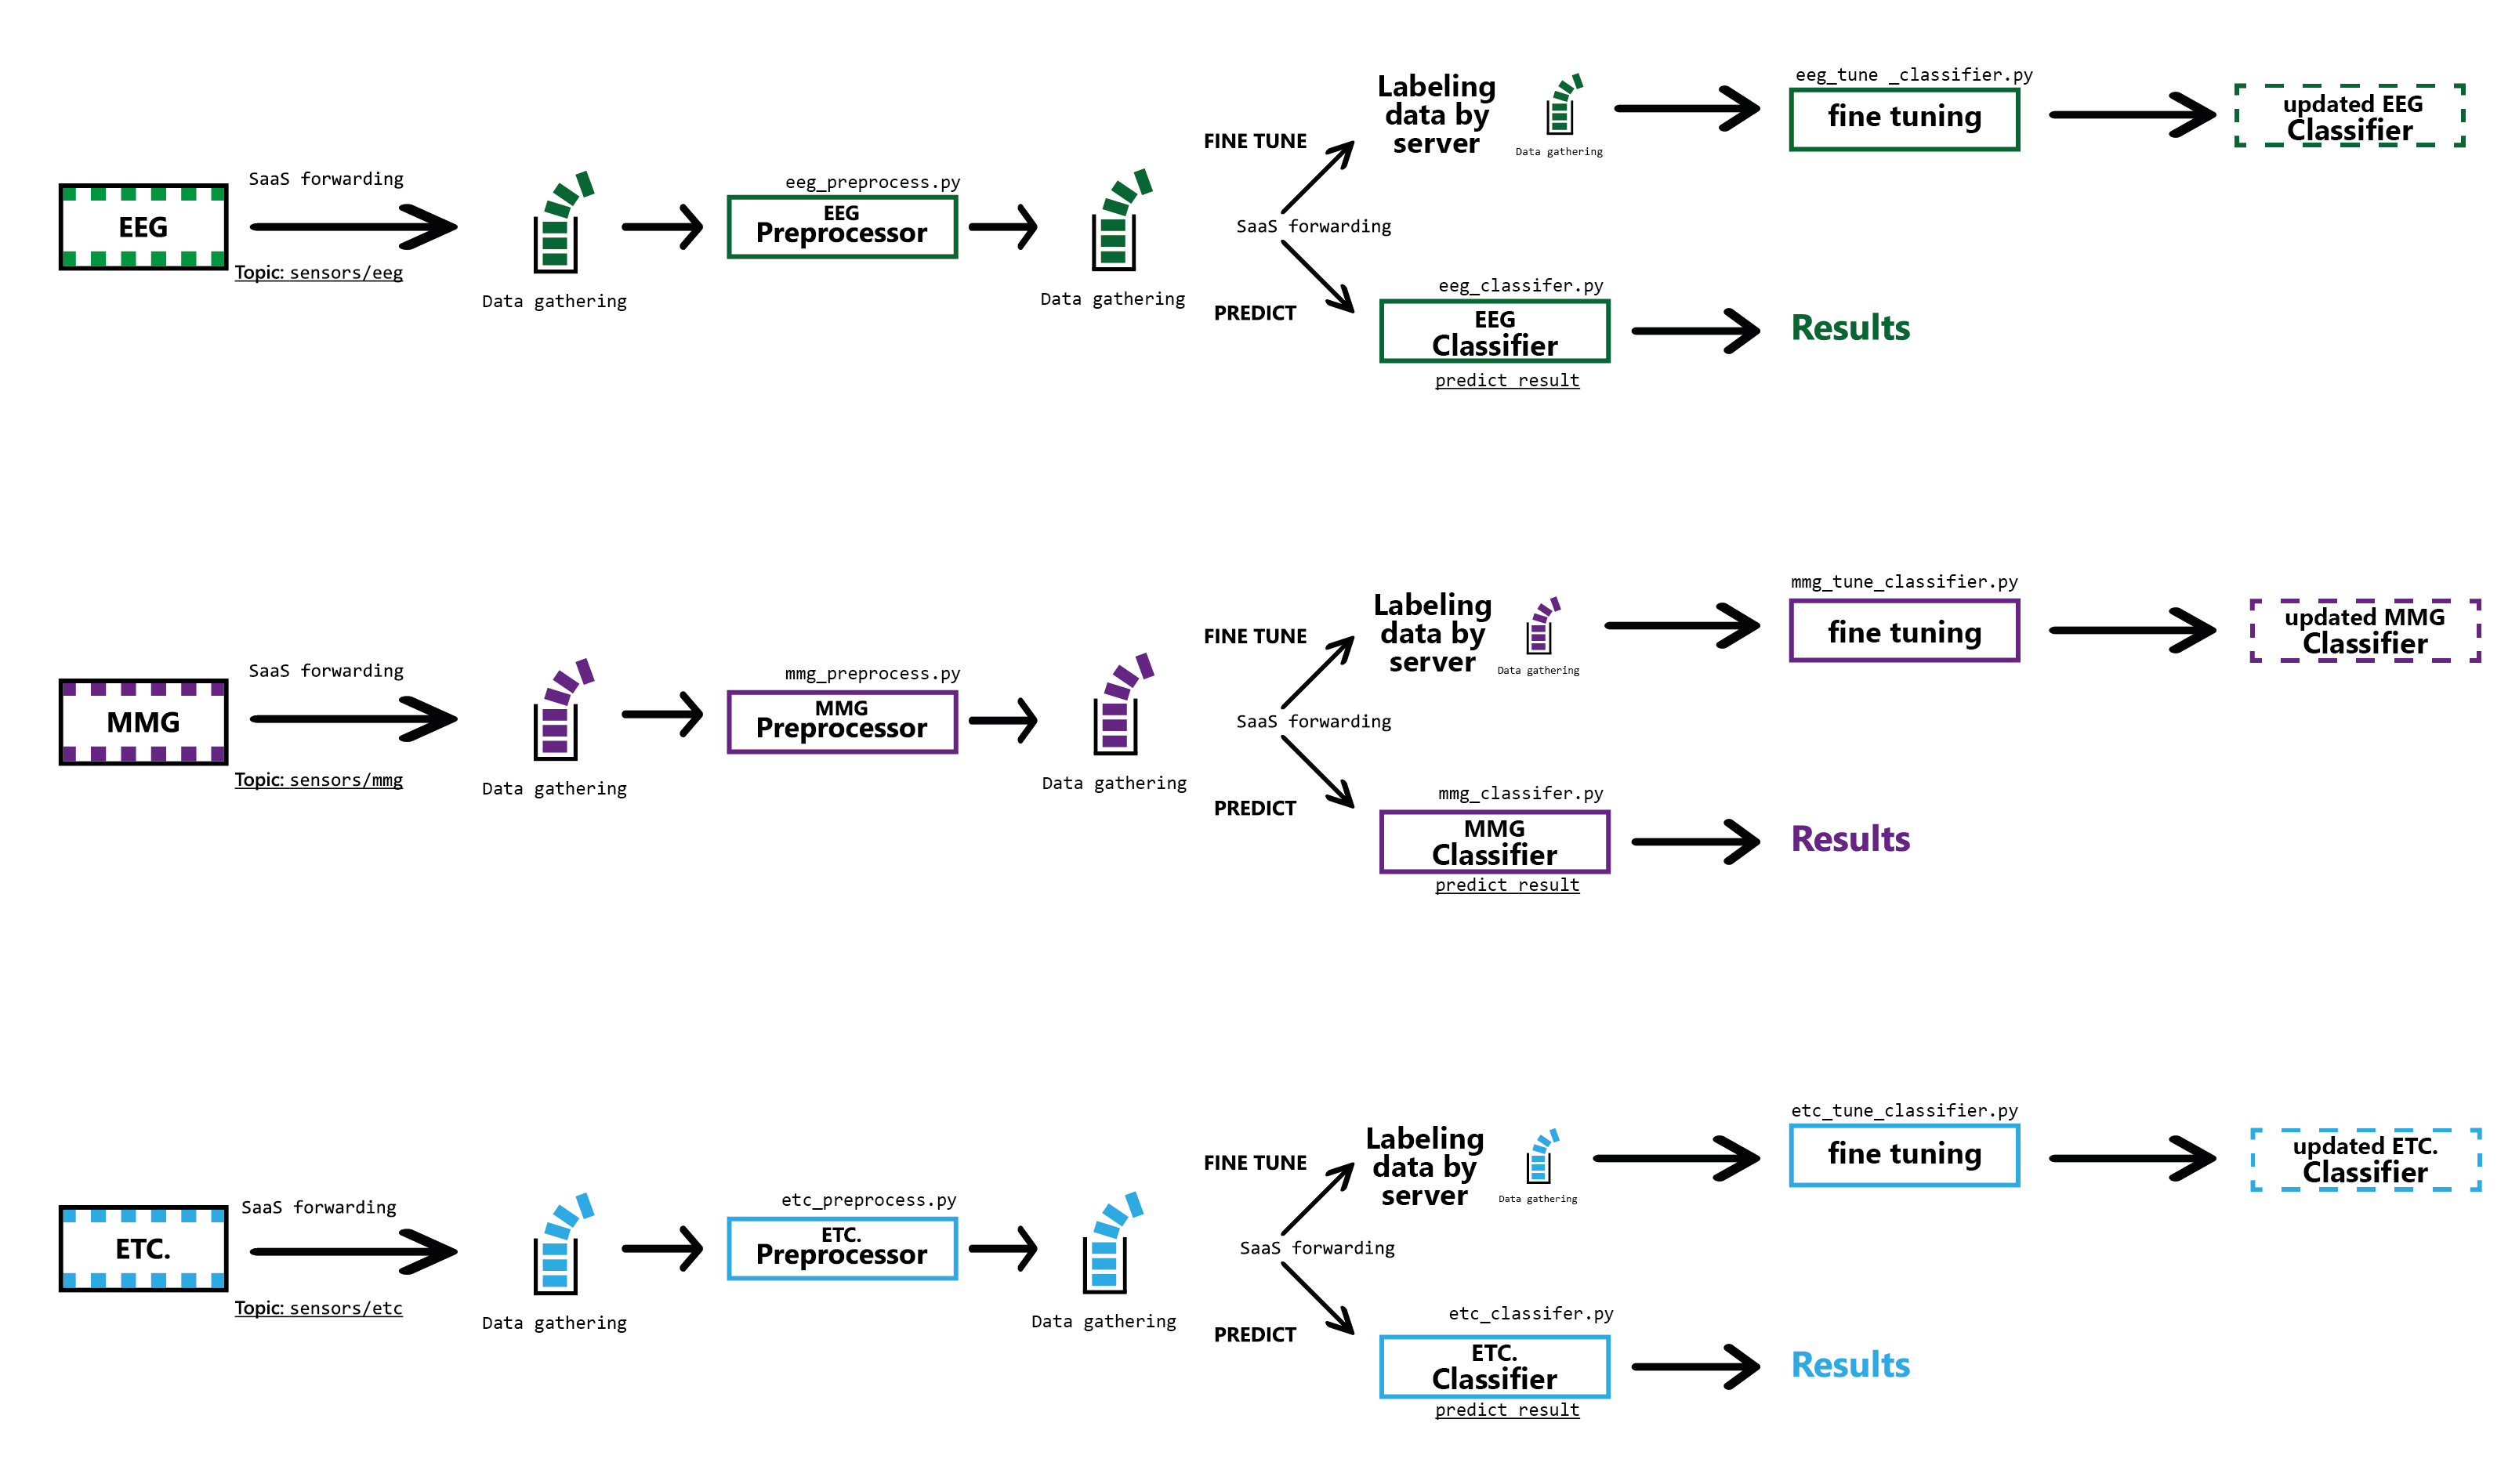 SaaS forwarding
EEG
Topic: sensors/eeg
Data gathering
eeg_preprocess.py
EEG
Preprocessor
Data gathering
FINE TUNE
SaaS forwarding
PREDICT
Labeling
data by
server
Data gathering
eeg_tune _classifier.py
fine tuning
updated EEG
Classifier
eeg_classifer.py
EEG
Classifier
predict result
Results
SaaS forwarding
MMG
Topic: sensors/mmg
Data gathering
mmg_preprocess.py
MMG
Preprocessor
Data gathering
FINE TUNE
SaaS forwarding
PREDICT
Labeling
data by
server
Data gathering
mmg_tune_classifier.py
fine tuning
updated MMG
Classifier
mmg_classifer.py
MMG
Classifier
predict result
Results
SaaS forwarding
ETC.
Topic: sensors/etc
Data gathering
etc_preprocess.py
ETC.
Preprocessor
Data gathering
FINE TUNE
SaaS forwarding
PREDICT
Labeling
data by
server
Data gathering
etc_tune_classifier.py
fine tuning
updated ETC.
Classifier
etc_classifer.py
ETC.
Classifier
predict result
Results